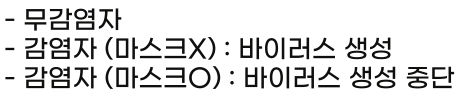 - 무감염자
- 감염자 (마스크X) : 바이러스 생성
- 감염자 (마스크O) : 바이러스 생성 중단